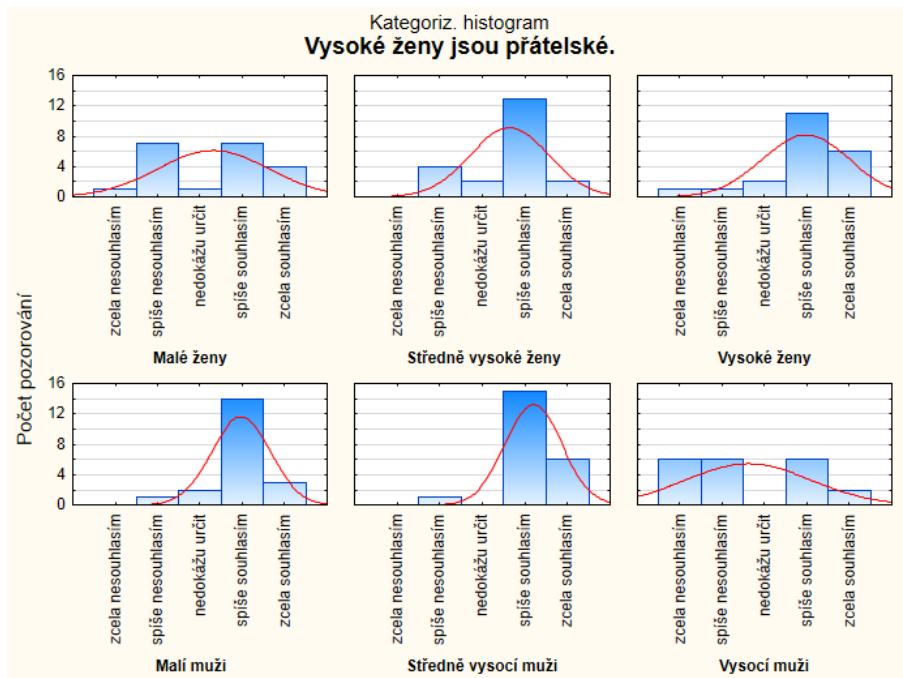 Kategoriz. histogram
Vysoké ženy jsou přátelské.
Počet pozorování
16
12
8
4
0
zcela nesouhlasím
spíše nesouhlasím
nedokážu určit
spíše souhlasím
zcela souhlasím
Malé ženy
zcela nesouhlasím
spíše nesouhlasím
nedokážu určit
spíše souhlasím
zcela souhlasím
Středně vysoké ženy
zcela nesouhlasím
spíše nesouhlasím
nedokážu určit
spíše souhlasím
zcela souhlasím
Vysoké ženy
16
12
8
4
0
zcela nesouhlasím
spíše nesouhlasím
nedokážu určit
spíše souhlasím
zcela souhlasím
Malí muži
zcela nesouhlasím
spíše nesouhlasím
nedokážu určit
spíše souhlasím
zcela souhlasím
Středně vysocí muži
zcela nesouhlasím
spíše nesouhlasím
nedokážu určit
spíše souhlasím
zcela souhlasím
Vysocí muži